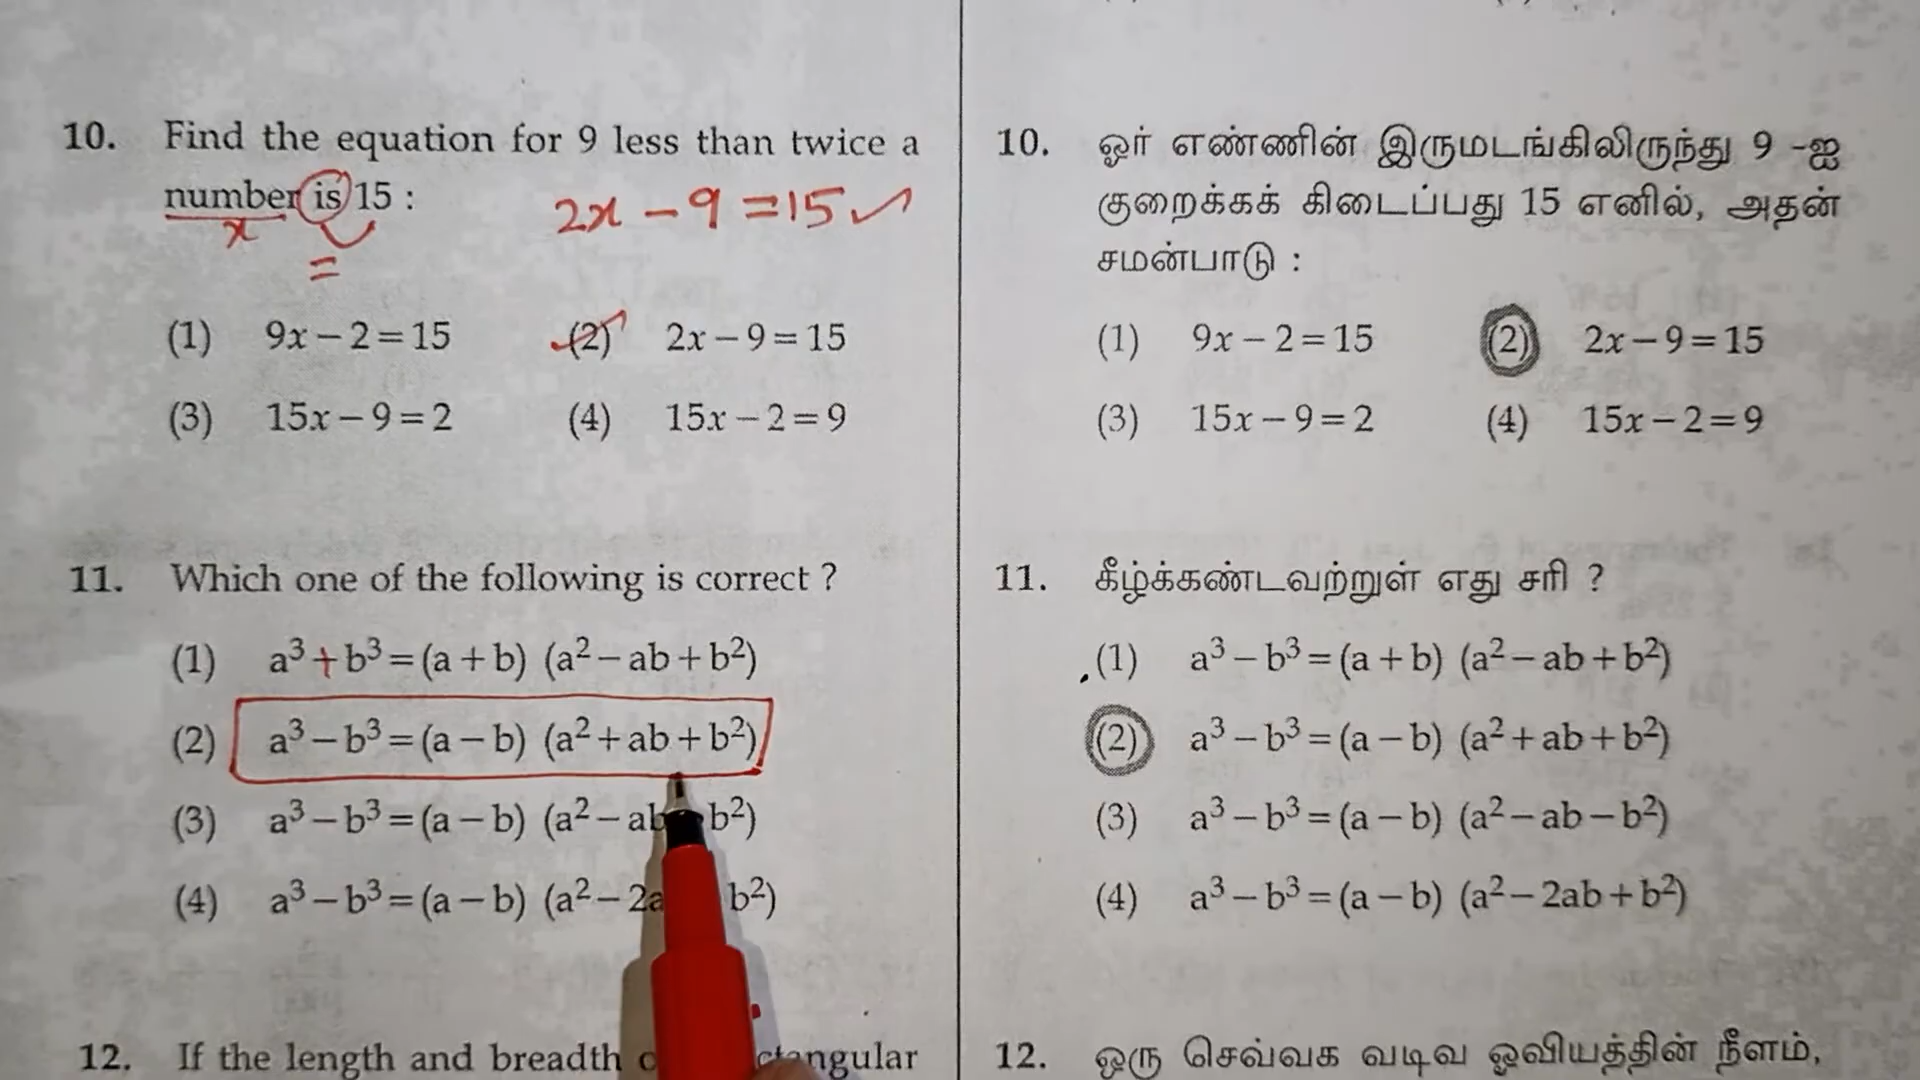 10. Find the equation for 9 less than twice a
number is 15 :
x
=
2x - 9 = 15
(1) 9x − 2 = 15 (2) 2x − 9 = 15
(3) 15x − 9 = 2 (4) 15x − 2 = 9
11. Which one of the following is correct ?
(1) a³ + b³ = (a + b) (a² − ab + b²)
(2) a³ − b³ = (a − b) (a² + ab + b²)
(3) a³ − b³ = (a − b) (a² − ab b²)
(4) a³ − b³ = (a − b) (a² − 2a b²)
12. If the length and breadth
10. ஓர் எண்ணின் இருமடங்கிலிருந்து 9 -ஐ
குறைக்கக் கிடைப்பது 15 எனில், அதன்
சமன்பாடு :
(1) 9x − 2 = 15 (2) 2x − 9 = 15
(3) 15x − 9 = 2 (4) 15x − 2 = 9
11. கீழ்க்கண்டவற்றுள் எது சரி ?
(1) a³ − b³ = (a + b) (a² − ab + b²)
(2) a³ − b³ = (a − b) (a² + ab + b²)
(3) a³ − b³ = (a − b) (a² − ab − b²)
(4) a³ − b³ = (a − b) (a² − 2ab + b²)
12. ஒரு செவ்வக வடிவ ஓவியத்தின் நீளம்,